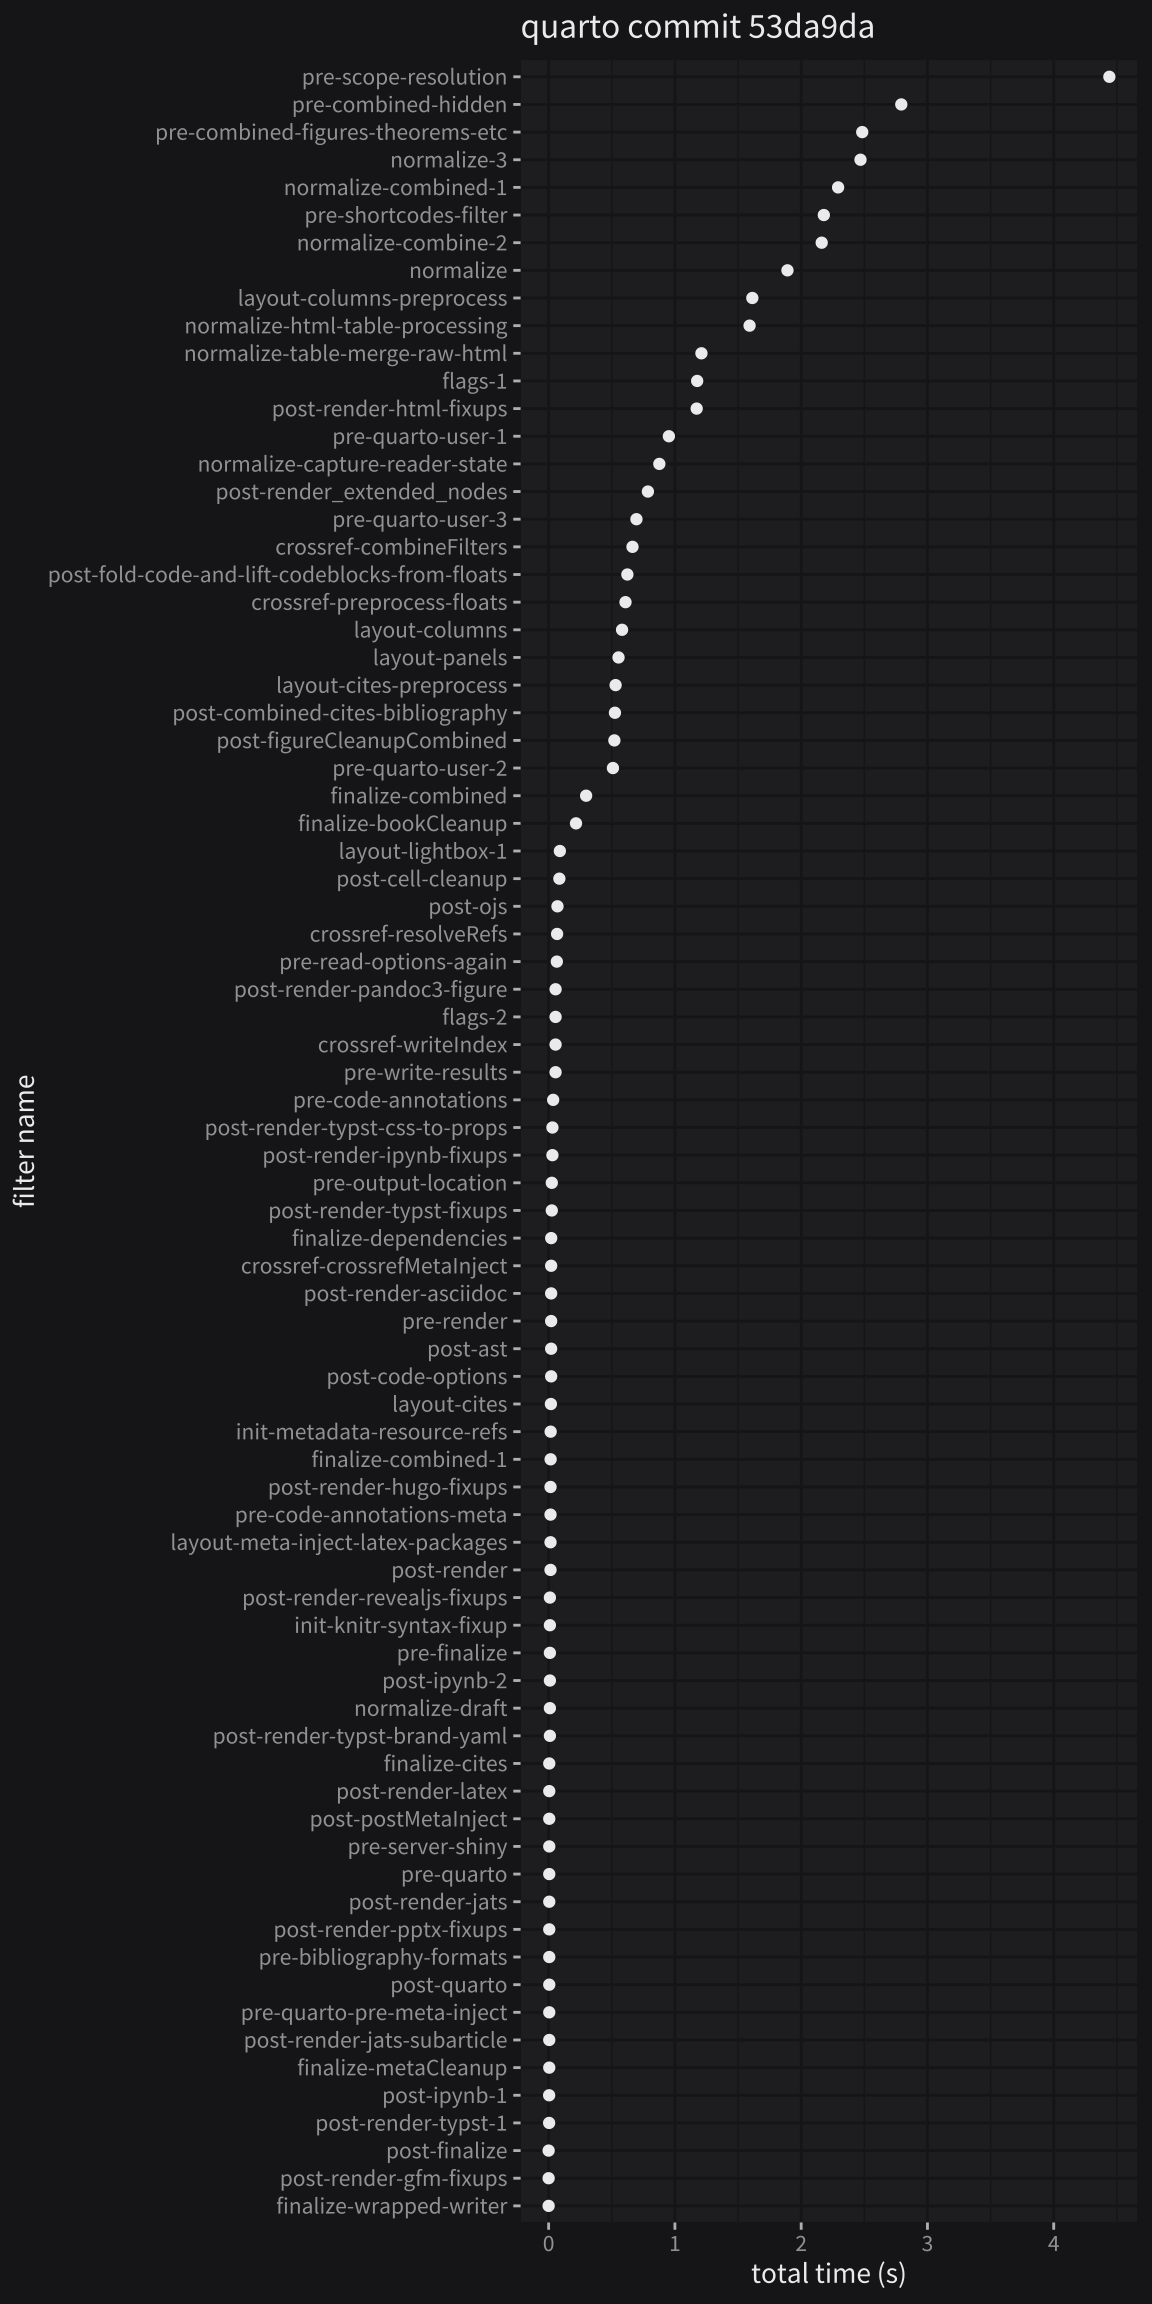 quarto commit 53da9da
pre-scope-resolution
pre-combined-hidden
pre-combined-figures-theorems-etc
normalize-3
normalize-combined-1
pre-shortcodes-filter
normalize-combine-2
normalize
layout-columns-preprocess
normalize-html-table-processing
normalize-table-merge-raw-html
flags-1
post-render-html-fixups
pre-quarto-user-1
normalize-capture-reader-state
post-render_extended_nodes
pre-quarto-user-3
crossref-combineFilters
post-fold-code-and-lift-codeblocks-from-floats
crossref-preprocess-floats
layout-columns
layout-panels
layout-cites-preprocess
post-combined-cites-bibliography
post-figureCleanupCombined
pre-quarto-user-2
finalize-combined
finalize-bookCleanup
layout-lightbox-1
post-cell-cleanup
post-ojs
crossref-resolveRefs
pre-read-options-again
post-render-pandoc3-figure
flags-2
crossref-writeIndex
pre-write-results
pre-code-annotations
post-render-typst-css-to-props
post-render-ipynb-fixups
pre-output-location
post-render-typst-fixups
finalize-dependencies
crossref-crossrefMetaInject
post-render-asciidoc
pre-render
post-ast
post-code-options
layout-cites
init-metadata-resource-refs
finalize-combined-1
post-render-hugo-fixups
pre-code-annotations-meta
layout-meta-inject-latex-packages
post-render
post-render-revealjs-fixups
init-knitr-syntax-fixup
pre-finalize
post-ipynb-2
normalize-draft
post-render-typst-brand-yaml
finalize-cites
post-render-latex
post-postMetaInject
pre-server-shiny
pre-quarto
post-render-jats
post-render-pptx-fixups
pre-bibliography-formats
post-quarto
pre-quarto-pre-meta-inject
post-render-jats-subarticle
finalize-metaCleanup
post-ipynb-1
post-render-typst-1
post-finalize
post-render-gfm-fixups
finalize-wrapped-writer
filter name
0 1 2 3 4
total time (s)